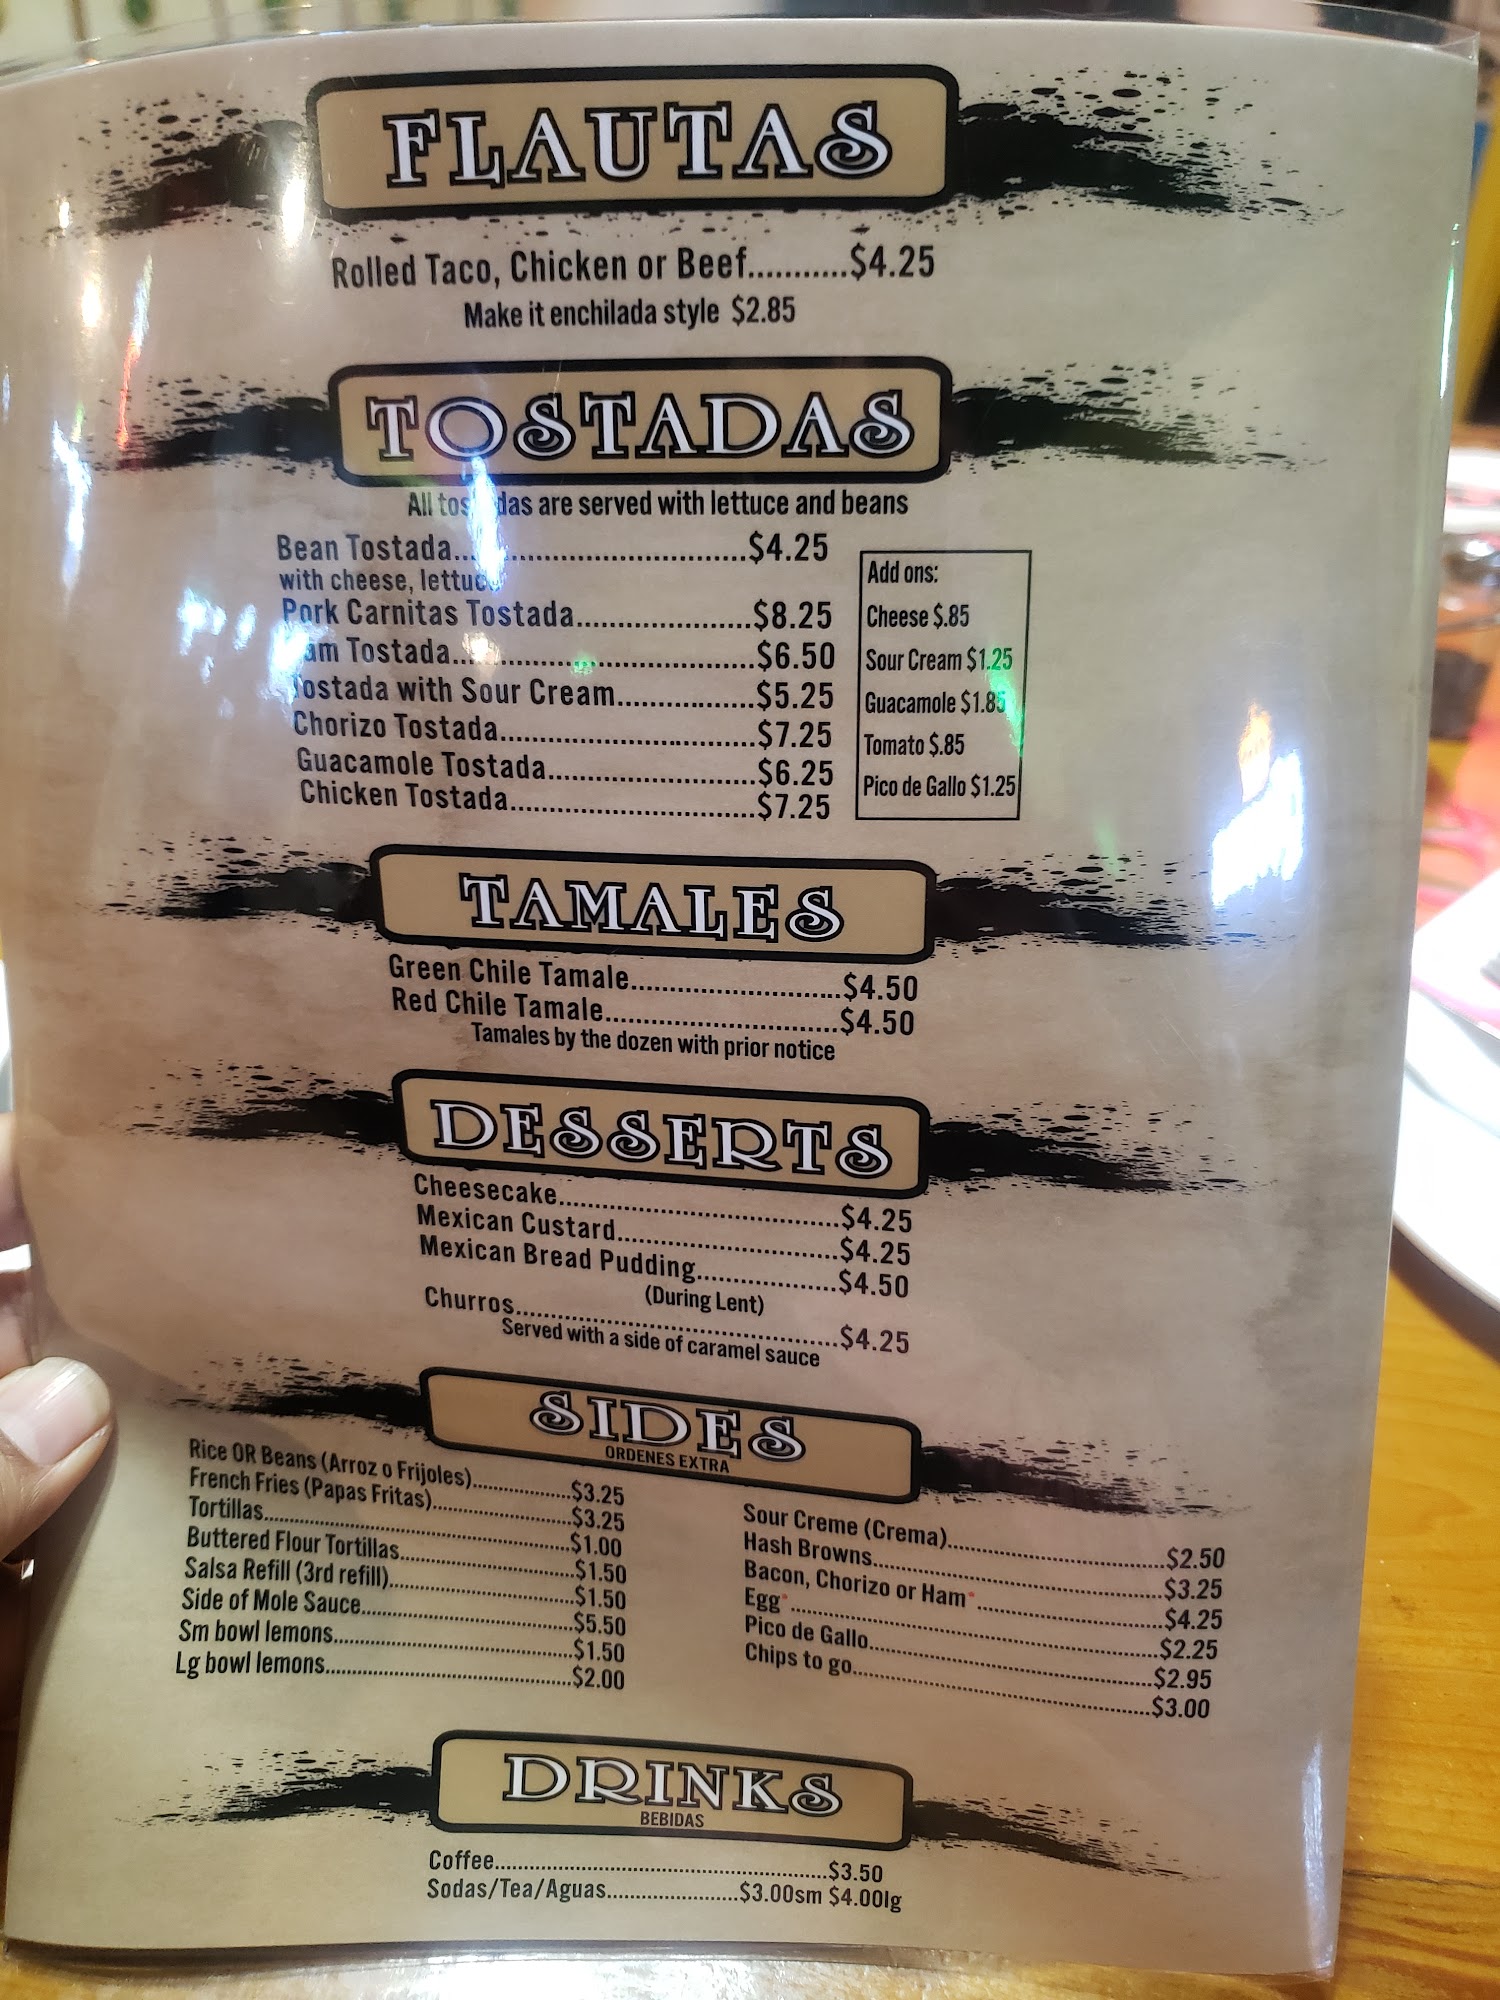 FLAUTAS
Rolled Taco, Chicken or Beef...........$4.25
Make it enchilada style $2.85
TOSTADAS
All are served with lettuce and beans
Bean Tostada.................................$4.25
with cheese,
Pork Carnitas Tostada.....................$8.25
Tostada...................................$6.50
Tostada with Sour Cream.................$5.25
Chorizo Tostada...............................$7.25
Guacamole Tostada.........................$6.25
Chicken Tostada..............................$7.25
Add ons:
Cheese $.85
Sour Cream $1.25
Guacamole $1.85
Tomato $.85
Pico de Gallo $1.25
TAMALES
Green Chile Tamale..........................$4.50
Red Chile Tamale.............................$4.50
Tamales by the dozen with prior notice
DESSERTS
Cheesecake...................................$4.25
Mexican Custard...........................$4.25
Mexican Bread Pudding.................$4.50
(During Lent)
Churros........................................$4.25
Served with a side of caramel sauce
SIDES
ORDENES EXTRA
Rice OR Beans (Arroz o Frijoles)................$3.25
French Fries (Papas Fritas)......................$3.25
Tortillas..................................................$1.00
Buttered Flour Tortillas............................$1.50
Salsa Refill (3rd refill)..............................$1.50
Side of Mole Sauce...................................$5.50
Sm bowl lemons.......................................$1.50
Lg bowl lemons........................................$2.00
Sour Creme (Crema)....................................$2.50
Hash Browns................................................$3.25
Bacon, Chorizo or Ham*..............................$4.25
Egg*............................................................$2.25
Pico de Gallo...............................................$2.95
Chips to go..................................................$3.00
DRINKS
BEBIDAS
Coffee.........................................................$3.50
Sodas/Tea/Aguas......................$3.00sm $4.00lg